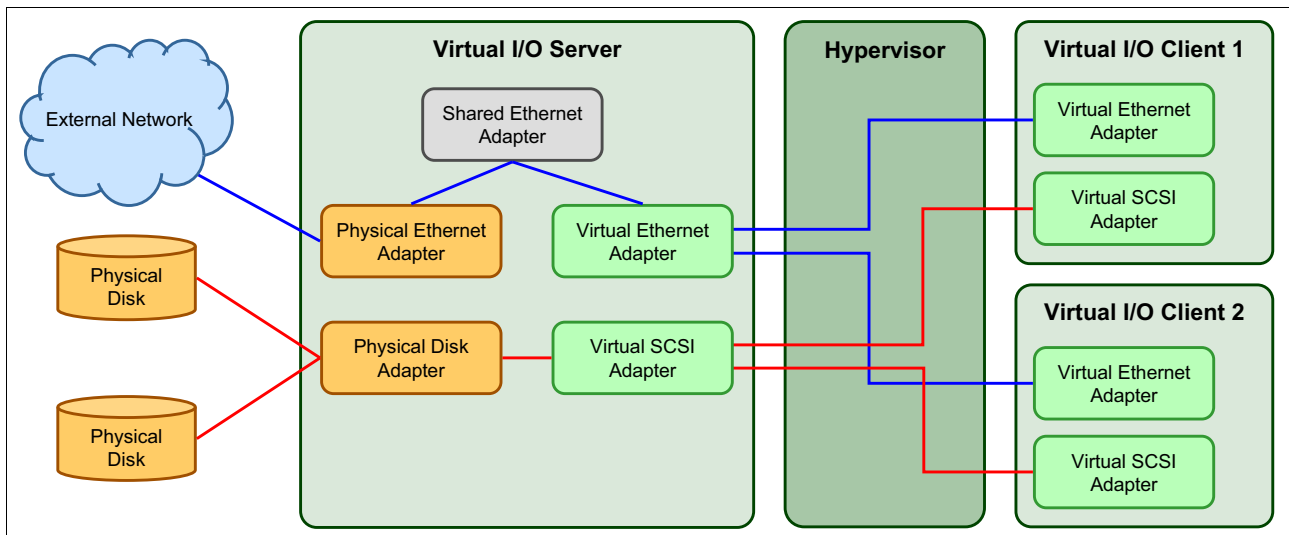 Virtual I/O Server
Hypervisor
Virtual I/O Client 1
External Network
Shared Ethernet
Adapter
Virtual Ethernet
Adapter
Virtual SCSI
Adapter
Physical Ethernet
Adapter
Virtual Ethernet
Adapter
Physical
Disk
Virtual I/O Client 2
Physical Disk
Adapter
Virtual SCSI
Adapter
Virtual Ethernet
Adapter
Physical
Disk
Virtual SCSI
Adapter